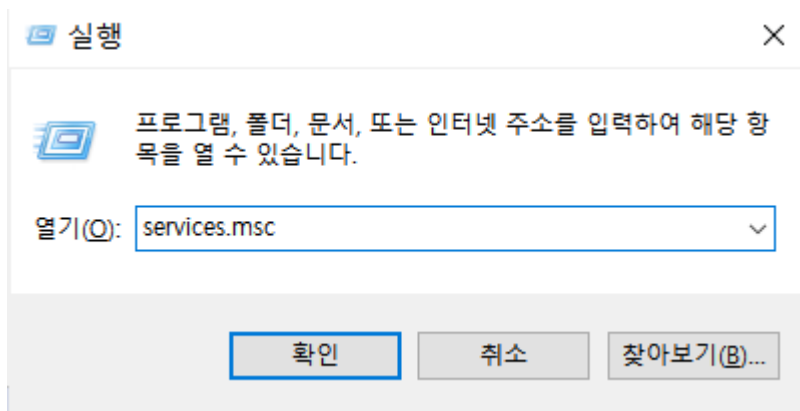 실행
프로그램, 폴더, 문서, 또는 인터넷 주소를 입력하여 해당 항
목을 열 수 있습니다.
열기(O): services.msc
확인 취소 찾아보기(B)...